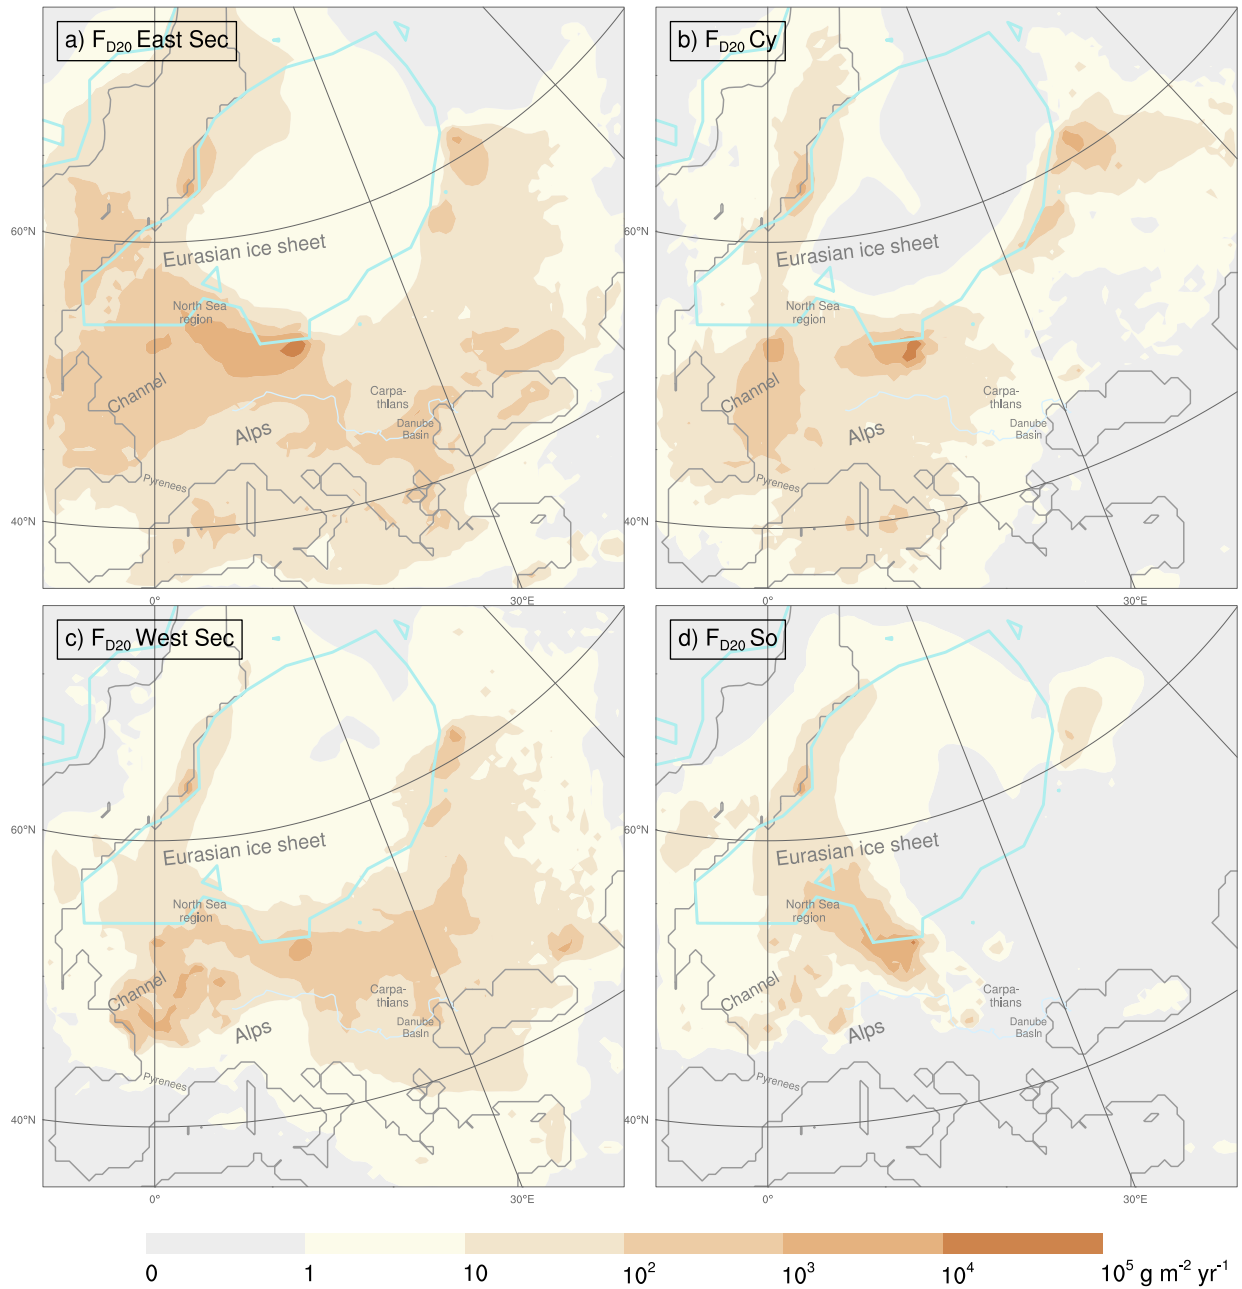 a) F_D20 East Sec
60°N
Eurasian ice sheet
North Sea
region
Channel
Carpa-
thians
Danube
Basin
Alps
Pyrenees
40°N
0°
30°E
b) F_D20 Cy
60°N
Eurasian ice sheet
North Sea
region
Channel
Carpa-
thians
Danube
Basin
Alps
Pyrenees
40°N
0°
30°E
c) F_D20 West Sec
60°N
Eurasian ice sheet
North Sea
region
Channel
Carpa-
thians
Danube
Basin
Alps
Pyrenees
40°N
0°
30°E
d) F_D20 So
60°N
Eurasian ice sheet
North Sea
region
Channel
Carpa-
thians
Danube
Basin
Alps
Pyrenees
40°N
0°
30°E
0 1 10 10² 10³ 10⁴ 10⁵ g m⁻² yr⁻¹